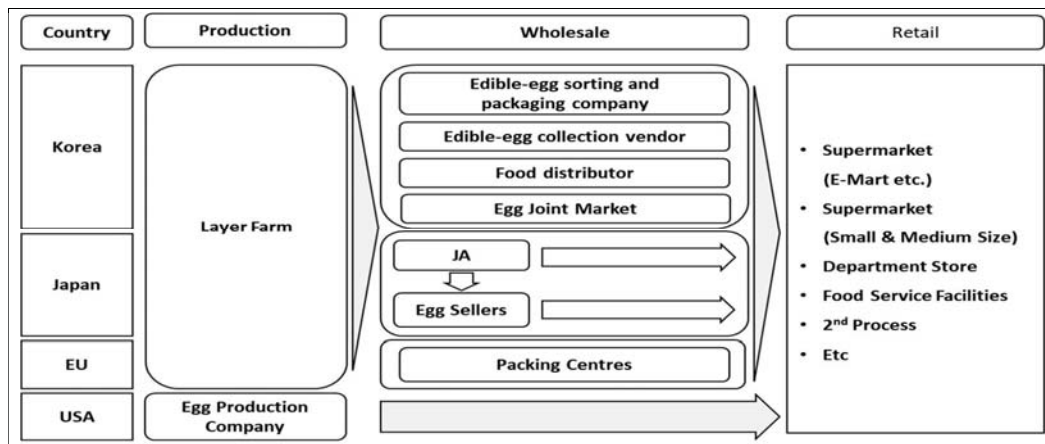 Country
Production
Wholesale
Retail
Korea
Japan
EU
USA
Layer Farm
Egg Production
Company
Edible-egg sorting and
packaging company
Edible-egg collection vendor
Food distributor
Egg Joint Market
JA
Egg Sellers
Packing Centres
• Supermarket
(E-Mart etc.)
• Supermarket
(Small & Medium Size)
• Department Store
• Food Service Facilities
• 2nd Process
• Etc